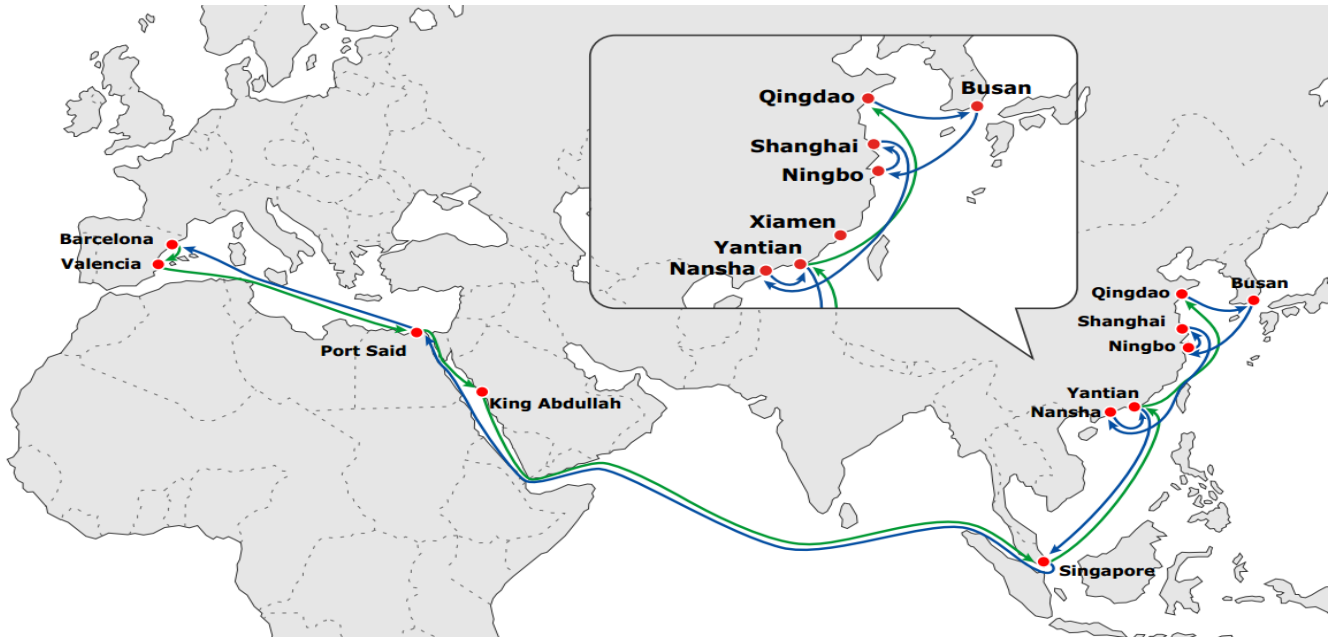 Qingdao
Busan
Shanghai
Ningbo
Xiamen
Yantian
Nansha
Barcelona
Valencia
Port Said
King Abdullah
Qingdao
Busan
Shanghai
Ningbo
Yantian
Nansha
Singapore